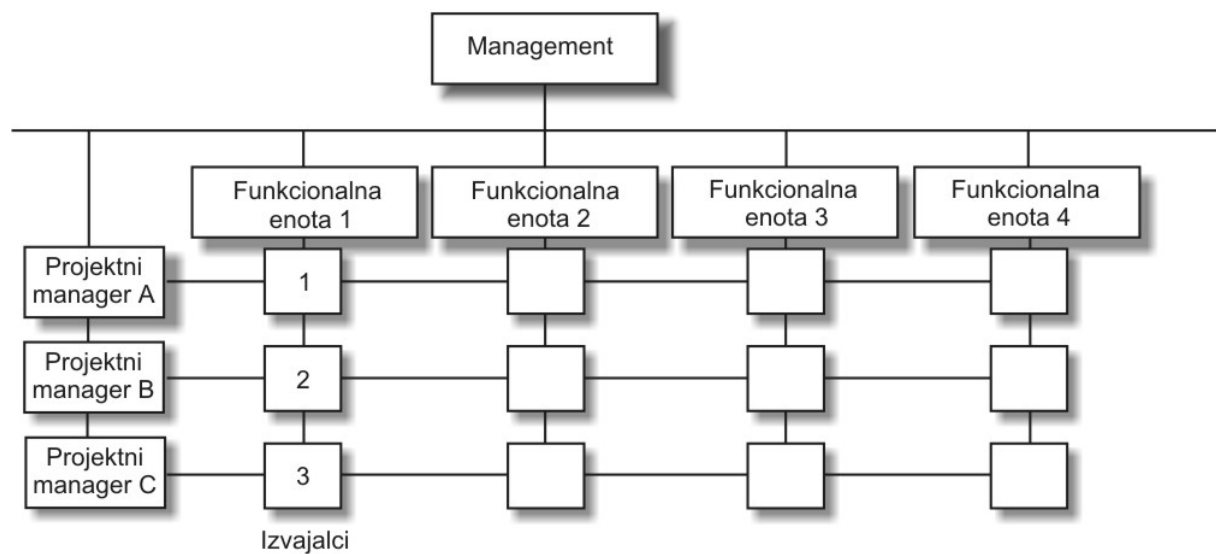 Management
Funkcionalna
enota 1
Funkcionalna
enota 2
Funkcionalna
enota 3
Funkcionalna
enota 4
Projektni
manager A
1
Projektni
manager B
2
Projektni
manager C
3
Izvajalci